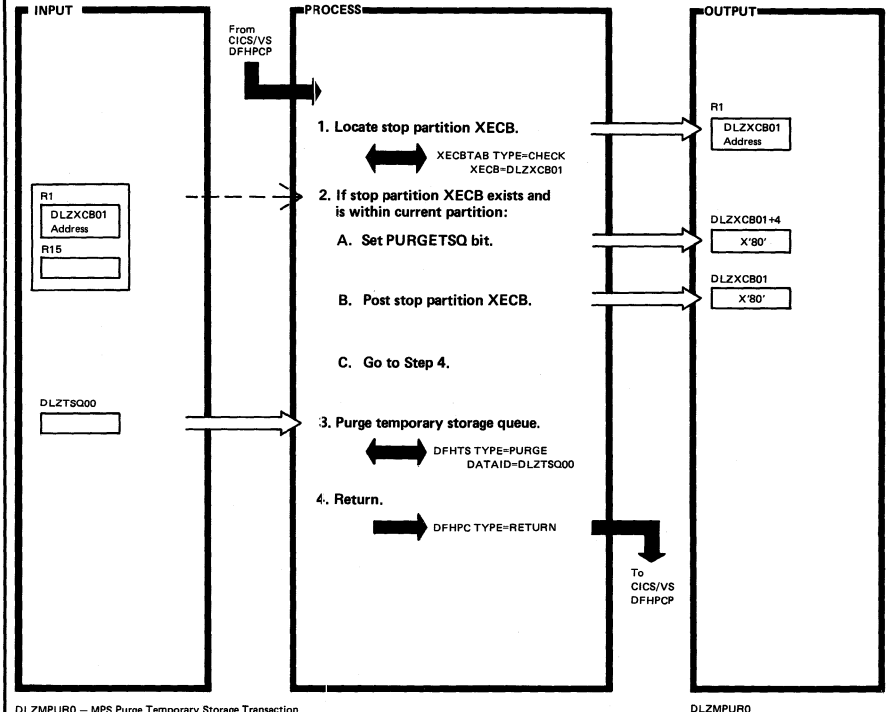 INPUT
PROCESS
OUTPUT
From
CICS/VS
DFHPCP
1. Locate stop partition XECB.
XECBTAB TYPE=CHECK
XECB=DLZXCB01
R1
DLZXCB01
Address
R1
DLZXCB01
Address
R15
2. If stop partition XECB exists and
is within current partition:
A. Set PURGETSQ bit.
DLZXCB01+4
X'80'
B. Post stop partition XECB.
DLZXCB01
X'80'
C. Go to Step 4.
DLZTSQ00
3. Purge temporary storage queue.
DFHTS TYPE=PURGE
DATAID=DLZTSQ00
4. Return.
DFHPC TYPE=RETURN
To
CICS/VS
DFHPCP
DLZMPUR0 — MPS Purge Temporary Storage Transaction
DLZMPUR0